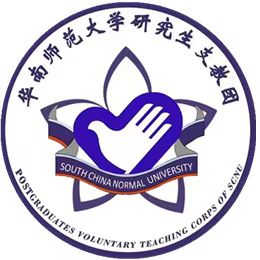 华南师范大学研究生支教团
SOUTH CHINA NORMAL UNIVERSITY
POSTGRADUATES VOLUNTARY TEACHING CORPS OF SCNU